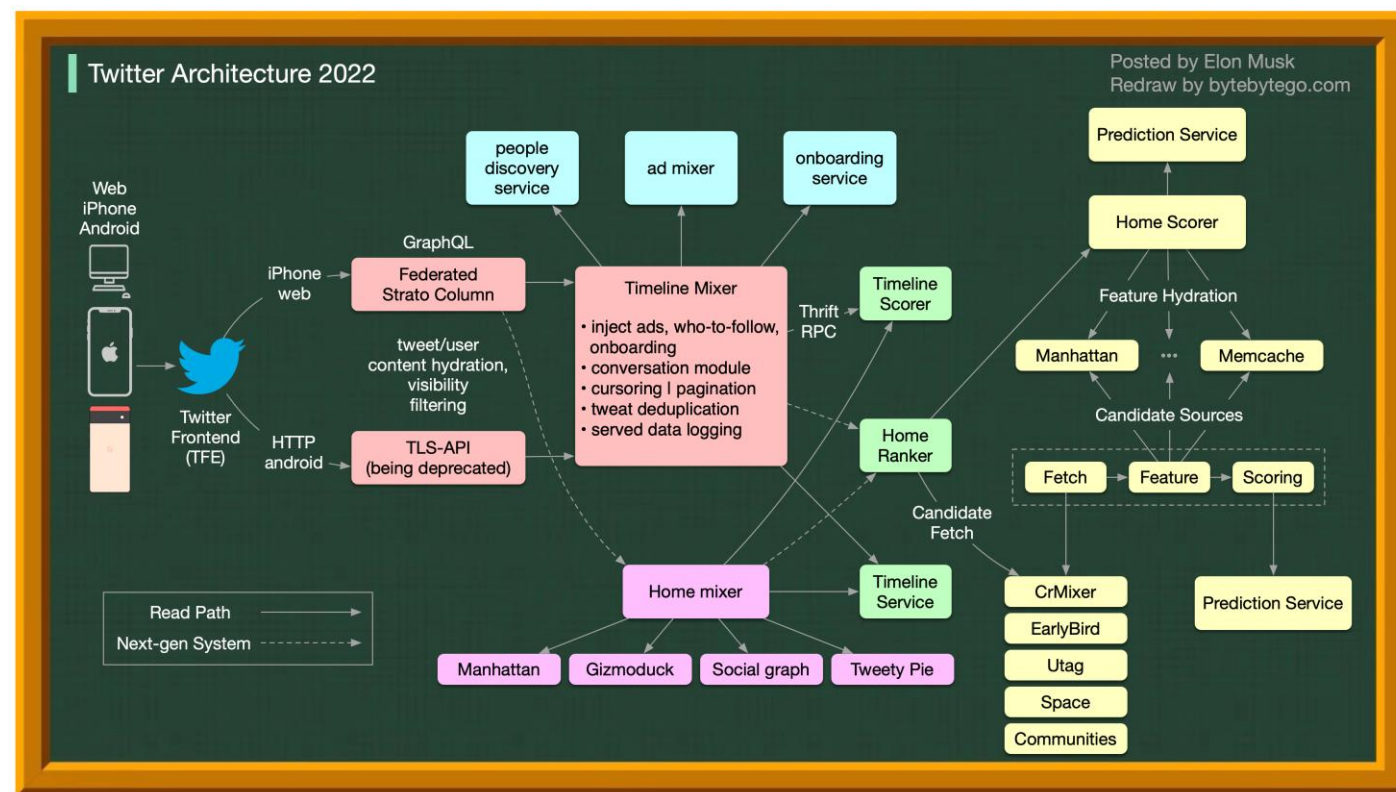 Twitter Architecture 2022
Posted by Elon Musk
Redraw by bytebytego.com
Web
iPhone
Android
Twitter
Frontend
(TFE)
iPhone
web
HTTP
android
GraphQL
Federated
Strato Column
tweet/user
content hydration,
visibility
filtering
TLS-API
(being deprecated)
people
discovery
service
ad mixer
onboarding
service
Timeline Mixer
• inject ads, who-to-follow,
onboarding
• conversation module
• cursoring | pagination
• tweat deduplication
• served data logging
Thrift
RPC
Timeline
Scorer
Home
Ranker
Candidate
Fetch
Timeline
Service
Home mixer
Manhattan
Gizmoduck
Social graph
Tweety Pie
Prediction Service
Home Scorer
Feature Hydration
Manhattan
•••
Memcache
Candidate Sources
Fetch
Feature
Scoring
CrMixer
EarlyBird
Utag
Space
Communities
Prediction Service
Read Path
Next-gen System